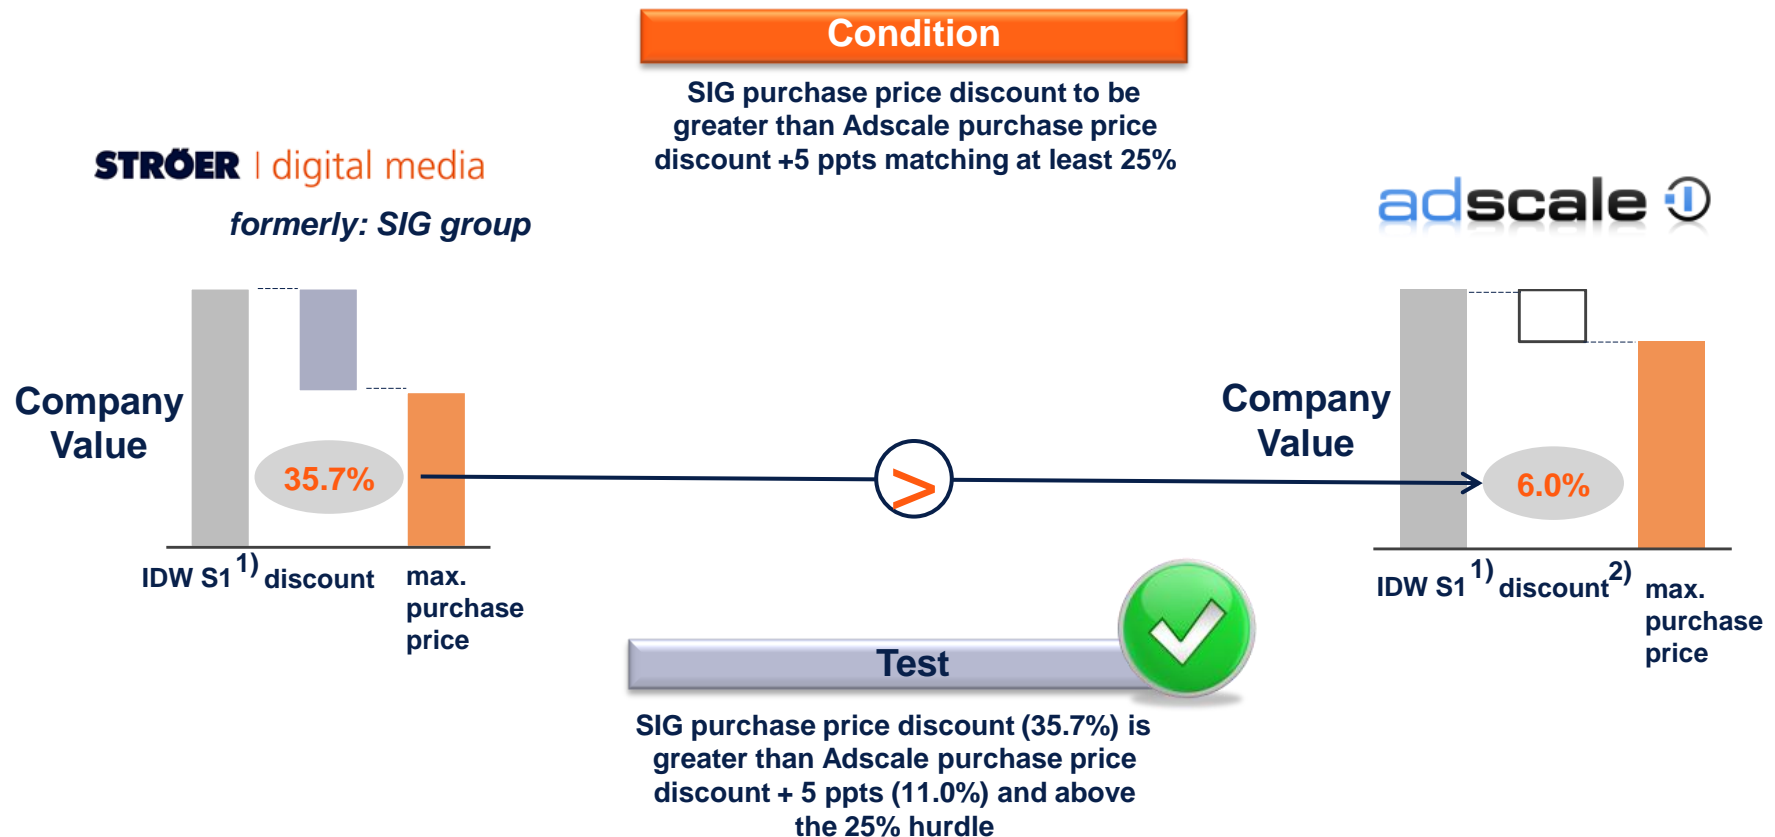 Condition
SIG purchase price discount to be
greater than Adscale purchase price
discount +5 ppts matching at least 25%
STRÖER | digital media
formerly: SIG group
adscale
Company
Value
35.7%
IDW S1 1) discount
max.
purchase
price
>
Company
Value
6.0%
IDW S1 1) discount 2)
max.
purchase
price
Test
SIG purchase price discount (35.7%) is
greater than Adscale purchase price
discount + 5 ppts (11.0%) and above
the 25% hurdle